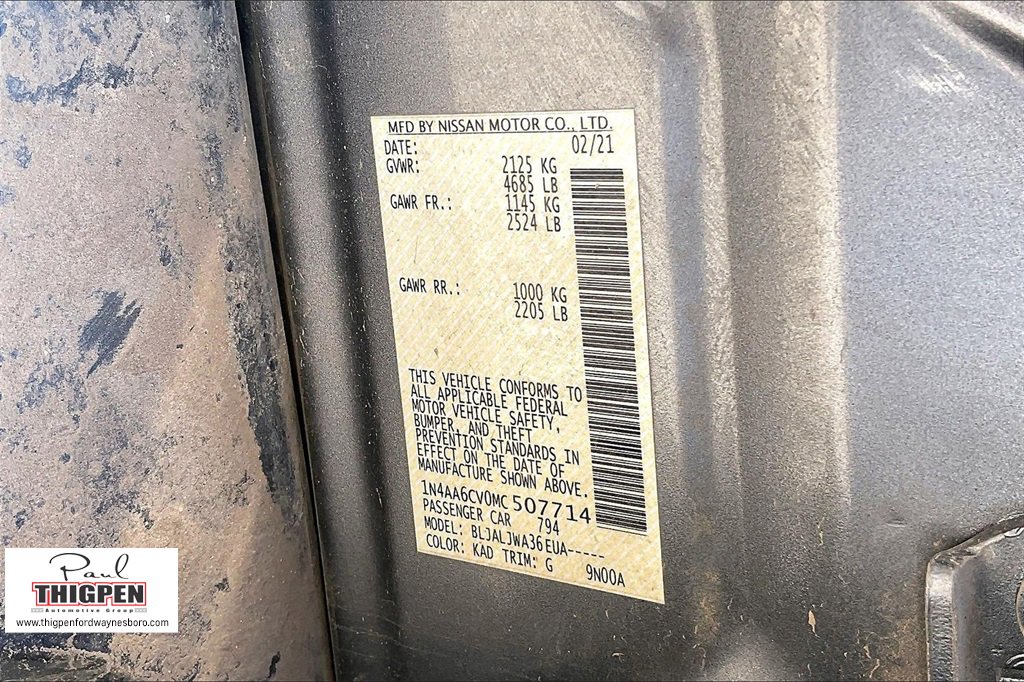 MFD BY NISSAN MOTOR CO., LTD.
DATE: 02/21
GVWR: 2125 KG
4685 LB
GAWR FR.: 1145 KG
2524 LB
GAWR RR.: 1000 KG
2205 LB
THIS VEHICLE CONFORMS TO
ALL APPLICABLE FEDERAL
MOTOR VEHICLE SAFETY,
BUMPER, AND THEFT
PREVENTION STANDARDS IN
EFFECT ON THE DATE OF
MANUFACTURE SHOWN ABOVE.
1N4AA6CV0MC507714
PASSENGER CAR 794
MODEL: BLJALJWA36EUA-----
COLOR: KAD TRIM: G 9N00A
Paul
THIGPEN
Automotive Group
www.thigpenfordwaynesboro.com